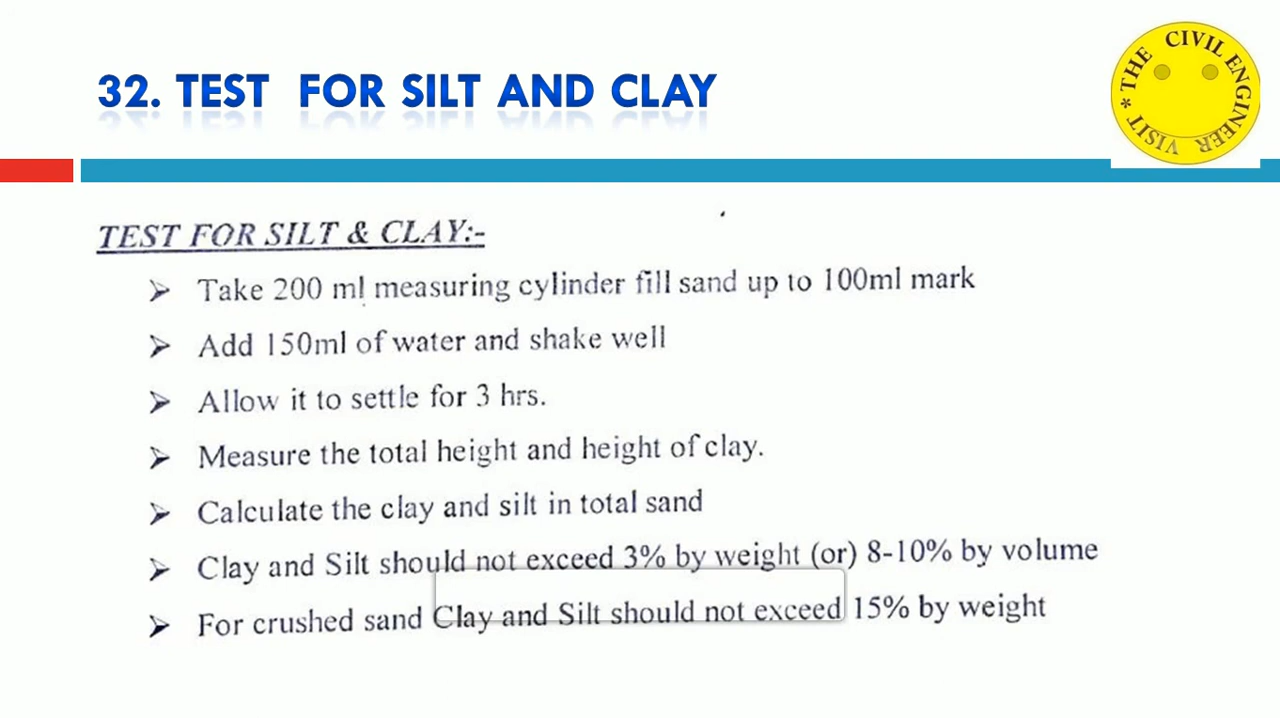 32. TEST FOR SILT AND CLAY
VISIT * THE CIVIL ENGINEER
TEST FOR SILT & CLAY:-
➢ Take 200 ml measuring cylinder fill sand up to 100ml mark
➢ Add 150ml of water and shake well
➢ Allow it to settle for 3 hrs.
➢ Measure the total height and height of clay.
➢ Calculate the clay and silt in total sand
➢ Clay and Silt should not exceed 3% by weight (or) 8-10% by volume
➢ For crushed sand Clay and Silt should not exceed 15% by weight